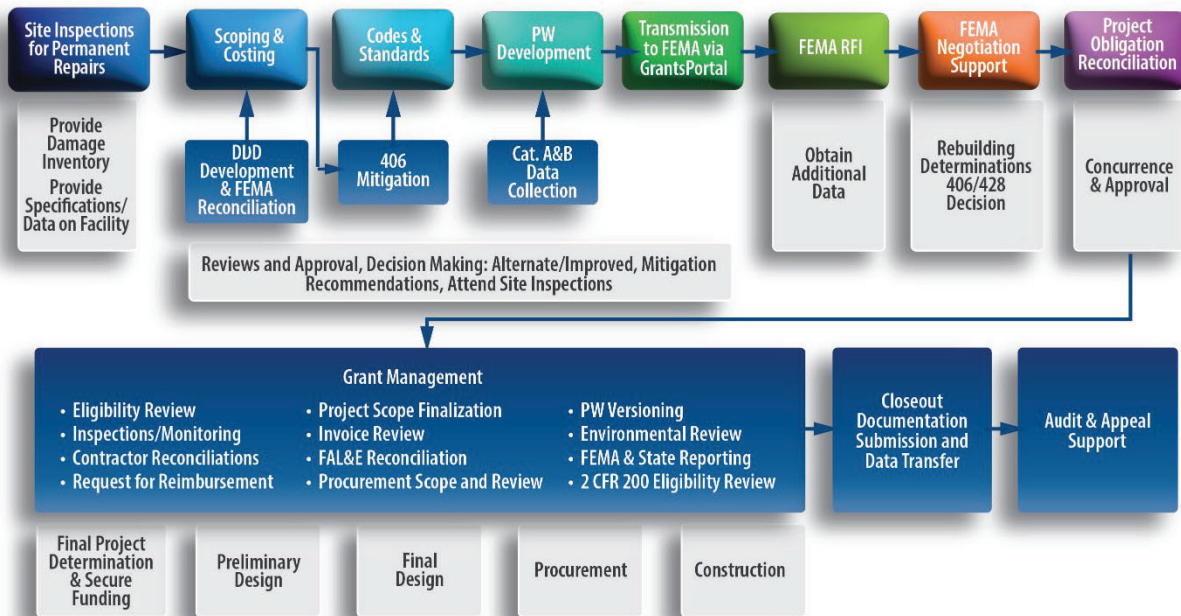 Site Inspections
for Permanent
Repairs
Scoping &
Costing
Codes &
Standards
PW
Development
Transmission
to FEMA via
GrantsPortal
FEMA RFI
FEMA
Negotiation
Support
Project
Obligation
Reconciliation
Provide
Damage
Inventory
Provide
Specifications/
Data on Facility
DDD
Development
& FEMA
Reconciliation
406
Mitigation
Cat. A&B
Data
Collection
Obtain
Additional
Data
Rebuilding
Determinations
406/428
Decision
Concurrence
& Approval
Reviews and Approval, Decision Making: Alternate/Improved, Mitigation
Recommendations, Attend Site Inspections
Grant Management
• Eligibility Review
• Inspections/Monitoring
• Contractor Reconciliations
• Request for Reimbursement
• Project Scope Finalization
• Invoice Review
• FAL&E Reconciliation
• Procurement Scope and Review
• PW Versioning
• Environmental Review
• FEMA & State Reporting
• 2 CFR 200 Eligibility Review
Closeout
Documentation
Submission and
Data Transfer
Audit & Appeal
Support
Final Project
Determination
& Secure
Funding
Preliminary
Design
Final
Design
Procurement
Construction